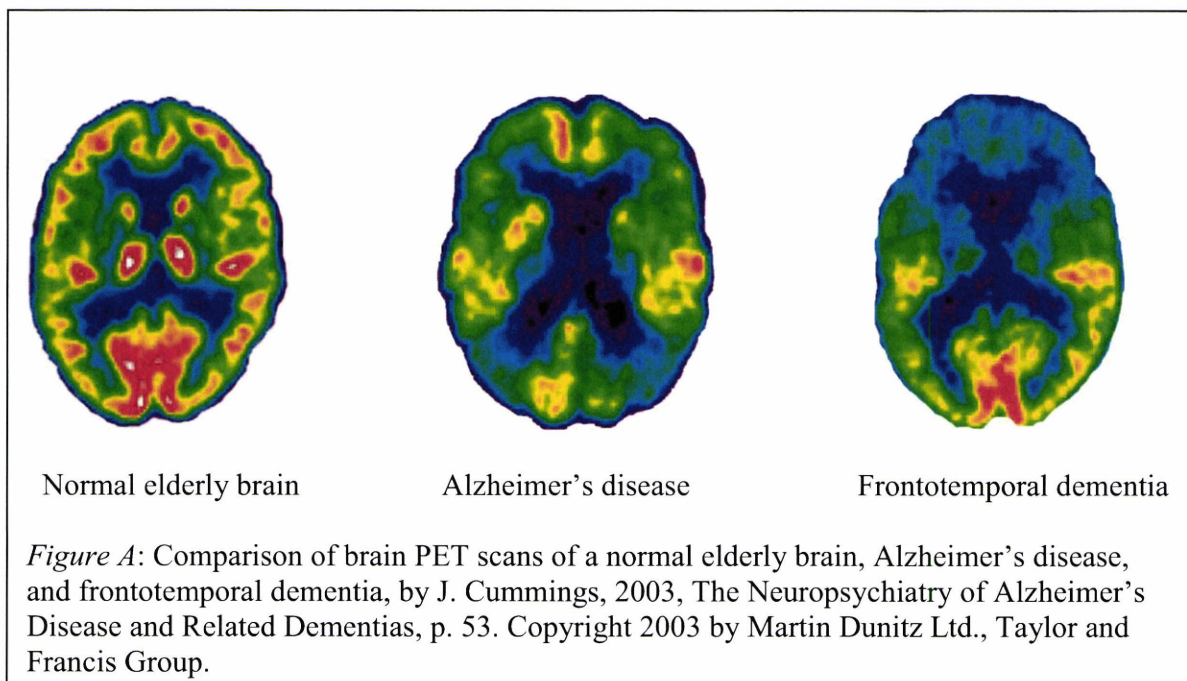 Normal elderly brain Alzheimer's disease Frontotemporal dementia
Figure A: Comparison of brain PET scans of a normal elderly brain, Alzheimer's disease,
and frontotemporal dementia, by J. Cummings, 2003, The Neuropsychiatry of Alzheimer's
Disease and Related Dementias, p. 53. Copyright 2003 by Martin Dunitz Ltd., Taylor and
Francis Group.